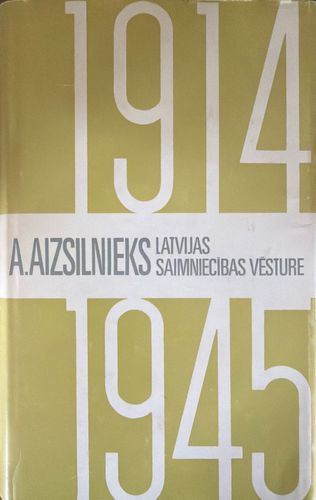 1914
A.AIZSILNIEKS LATVIJAS
SAIMNIECĪBAS VĒSTURE
1945